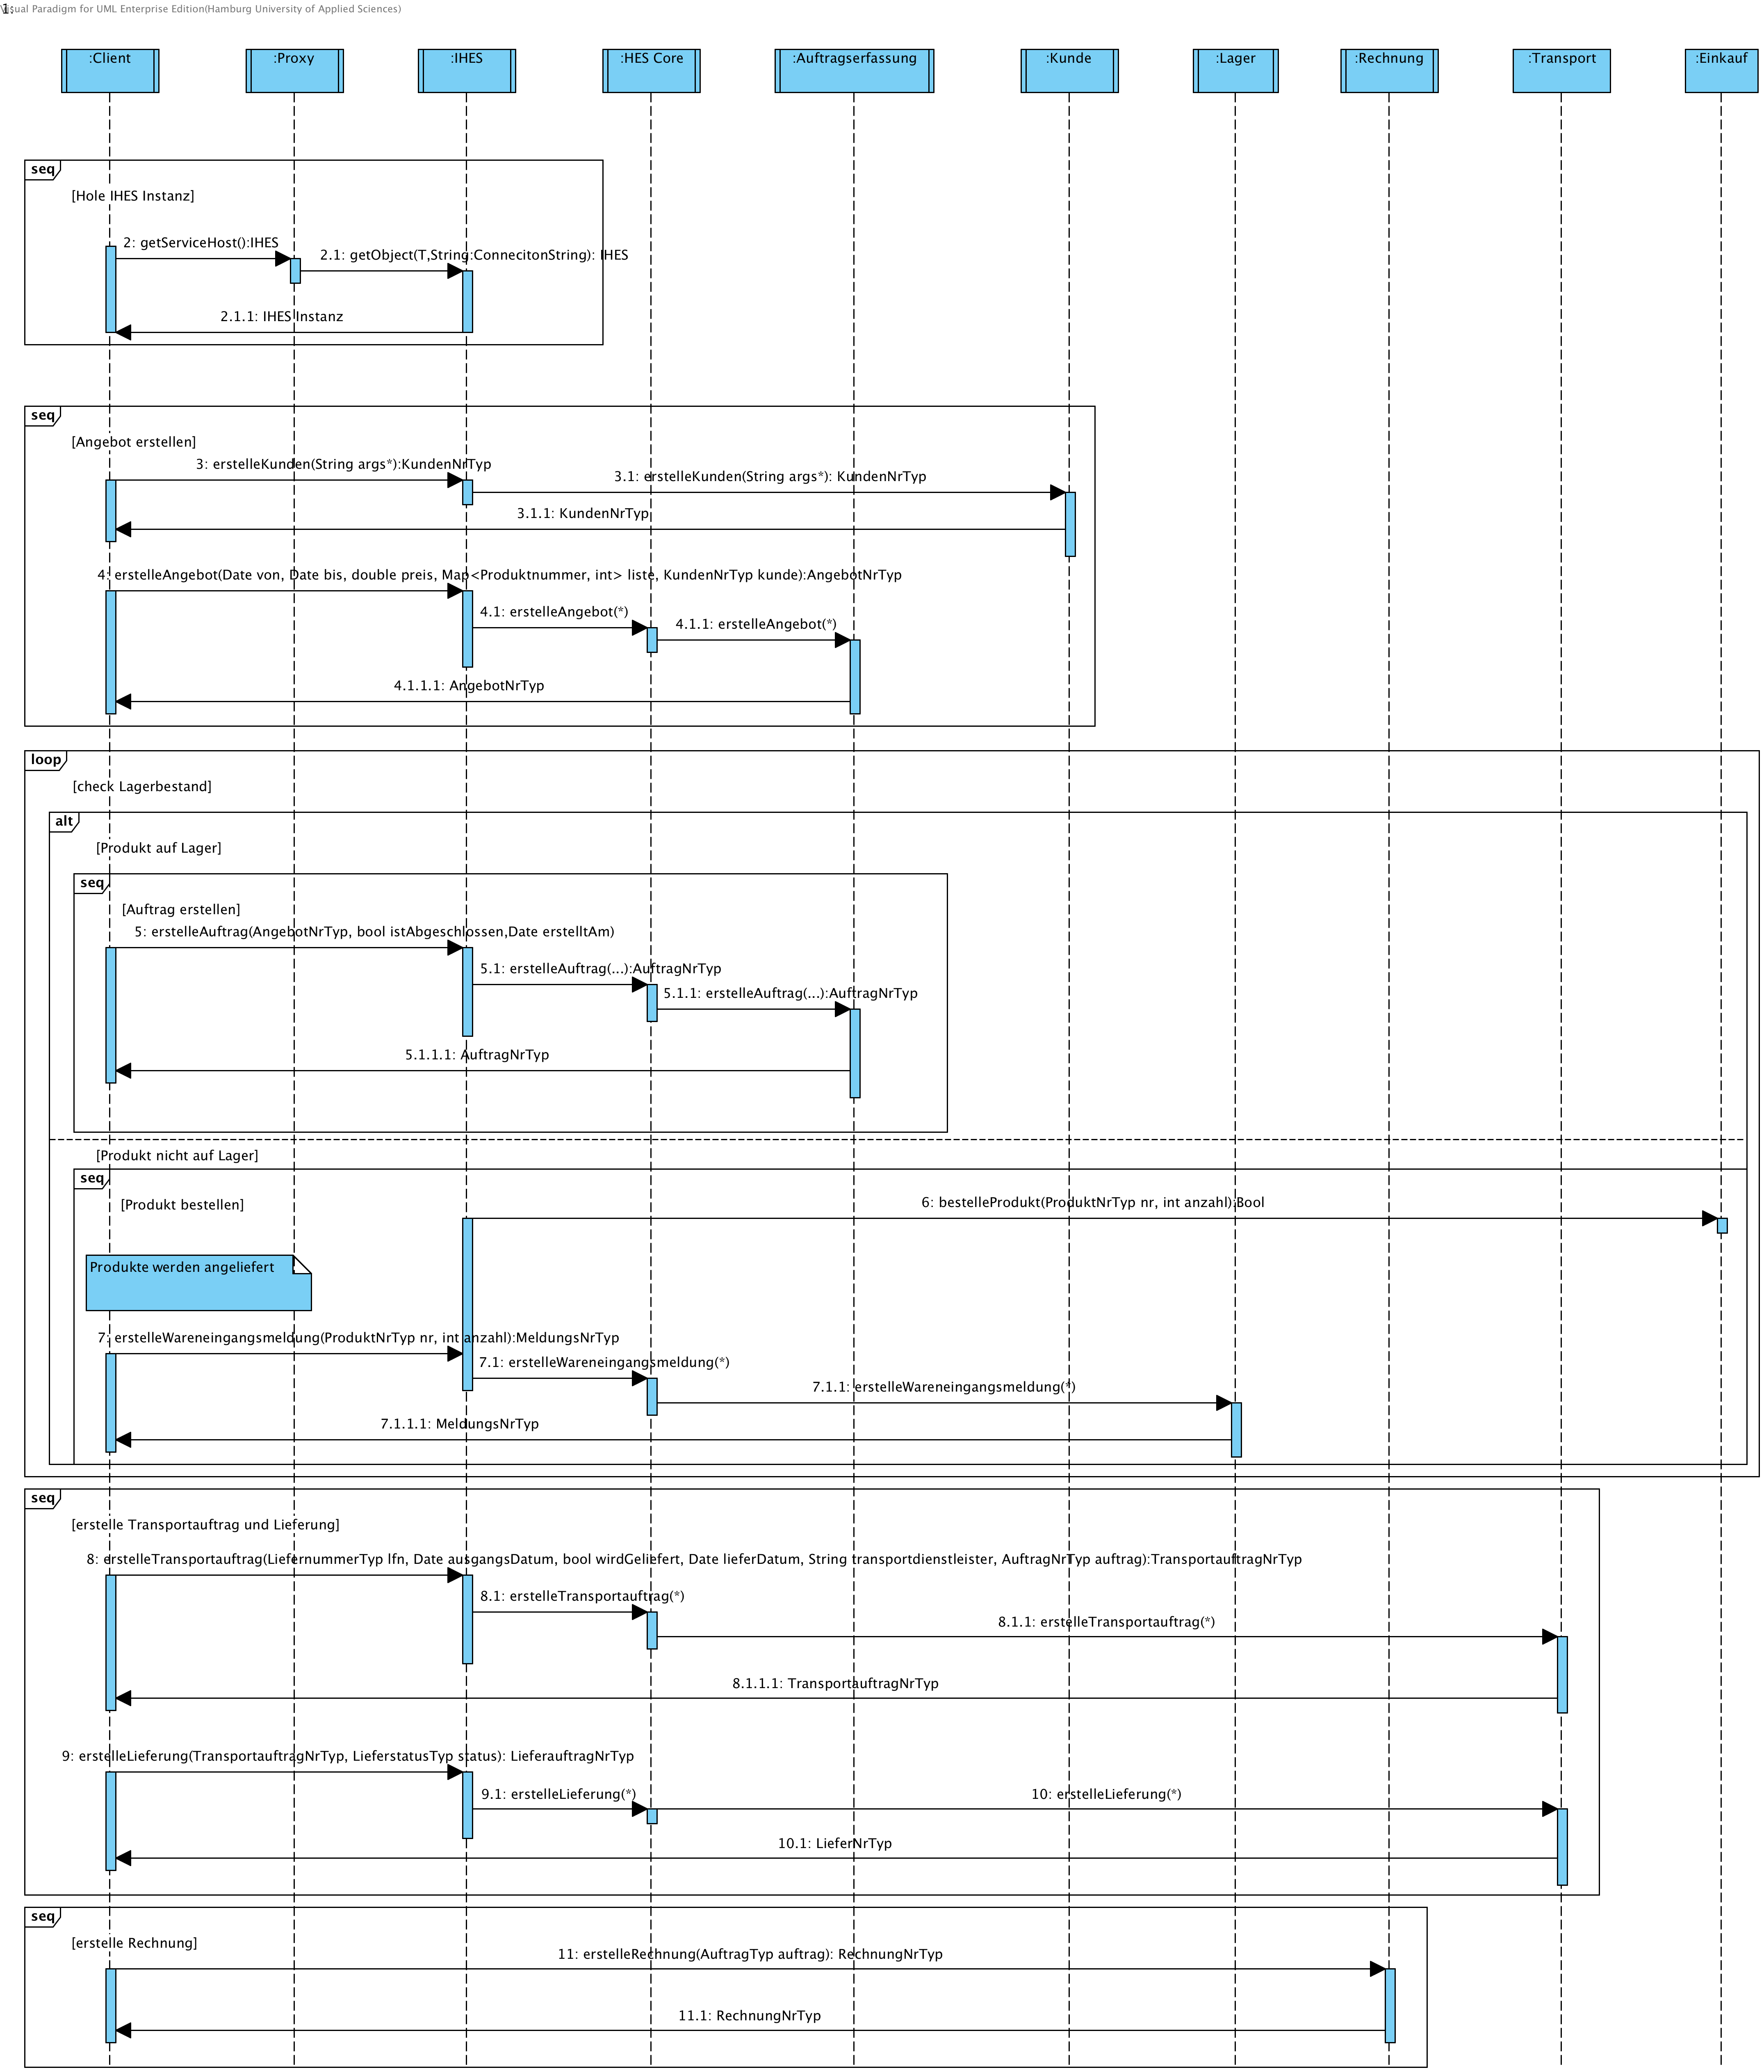 Visual Paradigm for UML Enterprise Edition(Hamburg University of Applied Sciences)
1:
:Client
:Proxy
:IHES
:HES Core
:Auftragserfassung
:Kunde
:Lager
:Rechnung
:Transport
:Einkauf
seq
[Hole IHES Instanz]
2: getServiceHost():IHES
2.1: getObject(T,String:ConnecitonString): IHES
2.1.1: IHES Instanz
seq
[Angebot erstellen]
3: erstelleKunden(String args*):KundenNrTyp
3.1: erstelleKunden(String args*): KundenNrTyp
3.1.1: KundenNrTyp
4: erstelleAngebot(Date von, Date bis, double preis, Map<Produktnummer, int> liste, KundenNrTyp kunde):AngebotNrTyp
4.1: erstelleAngebot(*)
4.1.1: erstelleAngebot(*)
4.1.1.1: AngebotNrTyp
loop
[check Lagerbestand]
alt
[Produkt auf Lager]
seq
[Auftrag erstellen]
5: erstelleAuftrag(AngebotNrTyp, bool istAbgeschlossen,Date erstelltAm)
5.1: erstelleAuftrag(...):AuftragNrTyp
5.1.1: erstelleAuftrag(...):AuftragNrTyp
5.1.1.1: AuftragNrTyp
[Produkt nicht auf Lager]
seq
[Produkt bestellen]
6: bestelleProdukt(ProduktNrTyp nr, int anzahl):Bool
Produkte werden angeliefert
7: erstelleWareneingangsmeldung(ProduktNrTyp nr, int anzahl):MeldungsNrTyp
7.1: erstelleWareneingangsmeldung(*)
7.1.1: erstelleWareneingangsmeldung(*)
7.1.1.1: MeldungsNrTyp
seq
[erstelle Transportauftrag und Lieferung]
8: erstelleTransportauftrag(LiefernummerTyp lfn, Date ausgangsDatum, bool wirdGeliefert, Date lieferDatum, String transportdienstleister, AuftragNrTyp auftrag):TransportauftragNrTyp
8.1: erstelleTransportauftrag(*)
8.1.1: erstelleTransportauftrag(*)
8.1.1.1: TransportauftragNrTyp
9: erstelleLieferung(TransportauftragNrTyp, LieferstatusTyp status): LieferauftragNrTyp
9.1: erstelleLieferung(*)
10: erstelleLieferung(*)
10.1: LieferNrTyp
seq
[erstelle Rechnung]
11: erstelleRechnung(AuftragTyp auftrag): RechnungNrTyp
11.1: RechnungNrTyp